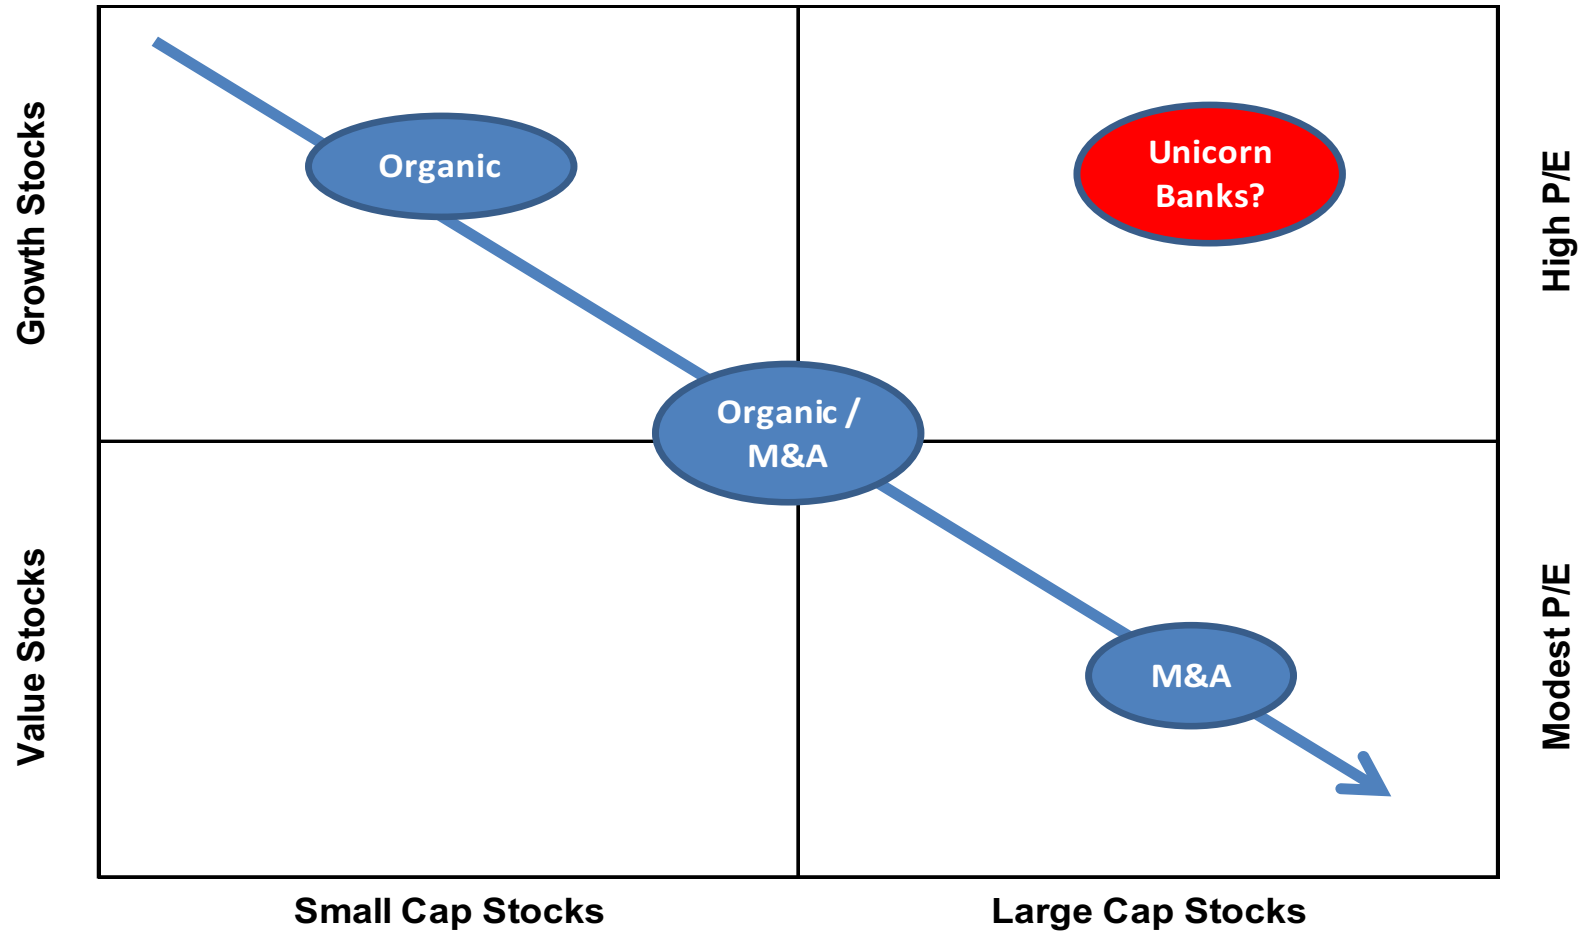 Growth Stocks
Organic
Unicorn
Banks?
High P/E
Organic /
M&A
Value Stocks
M&A
Modest P/E
Small Cap Stocks
Large Cap Stocks